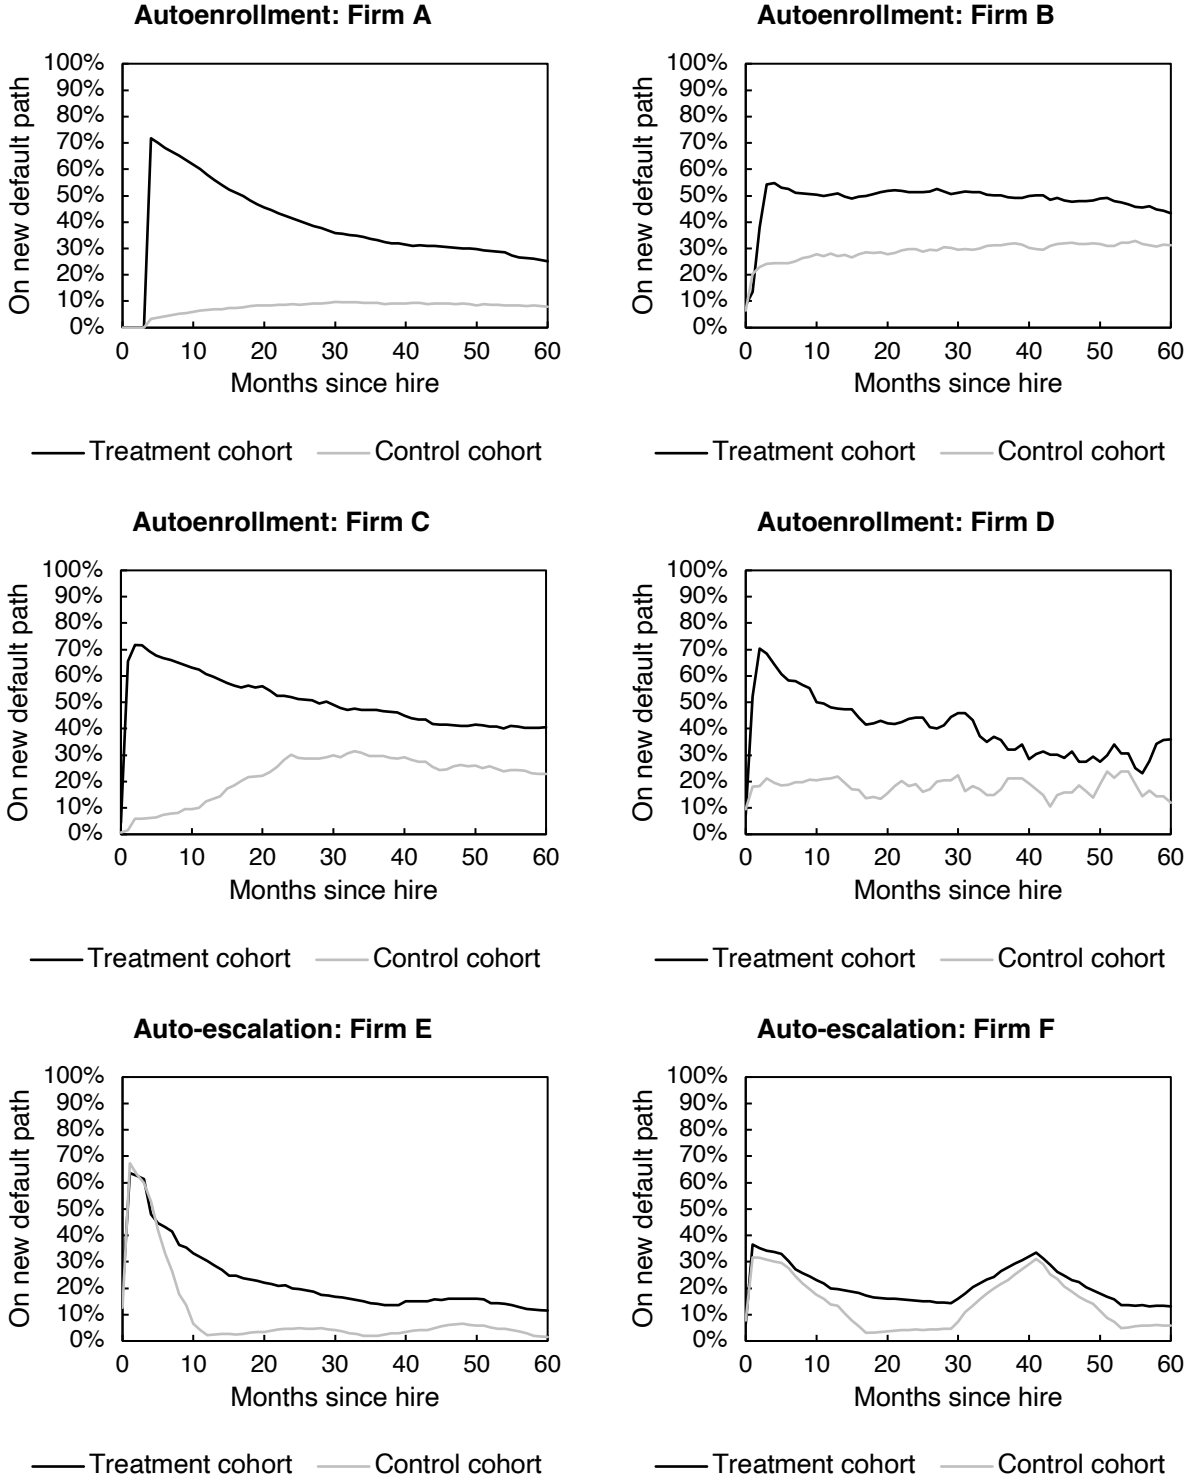 Autoenrollment: Firm A
100%
90%
80%
70%
60%
50%
40%
30%
20%
10%
0%
On new default path
0 10 20 30 40 50 60
Months since hire
Treatment cohort Control cohort
Autoenrollment: Firm B
100%
90%
80%
70%
60%
50%
40%
30%
20%
10%
0%
On new default path
0 10 20 30 40 50 60
Months since hire
Treatment cohort Control cohort
Autoenrollment: Firm C
100%
90%
80%
70%
60%
50%
40%
30%
20%
10%
0%
On new default path
0 10 20 30 40 50 60
Months since hire
Treatment cohort Control cohort
Autoenrollment: Firm D
100%
90%
80%
70%
60%
50%
40%
30%
20%
10%
0%
On new default path
0 10 20 30 40 50 60
Months since hire
Treatment cohort Control cohort
Auto-escalation: Firm E
100%
90%
80%
70%
60%
50%
40%
30%
20%
10%
0%
On new default path
0 10 20 30 40 50 60
Months since hire
Treatment cohort Control cohort
Auto-escalation: Firm F
100%
90%
80%
70%
60%
50%
40%
30%
20%
10%
0%
On new default path
0 10 20 30 40 50 60
Months since hire
Treatment cohort Control cohort